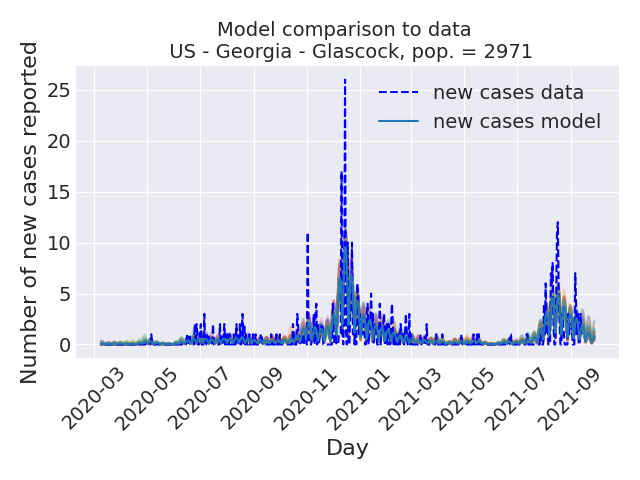 Model comparison to data
US - Georgia - Glascock, pop. = 2971
Number of new cases reported
25
20
15
10
5
0
new cases data
new cases model
2020-03
2020-05
2020-07
2020-09
2020-11
2021-01
2021-03
2021-05
2021-07
2021-09
Day